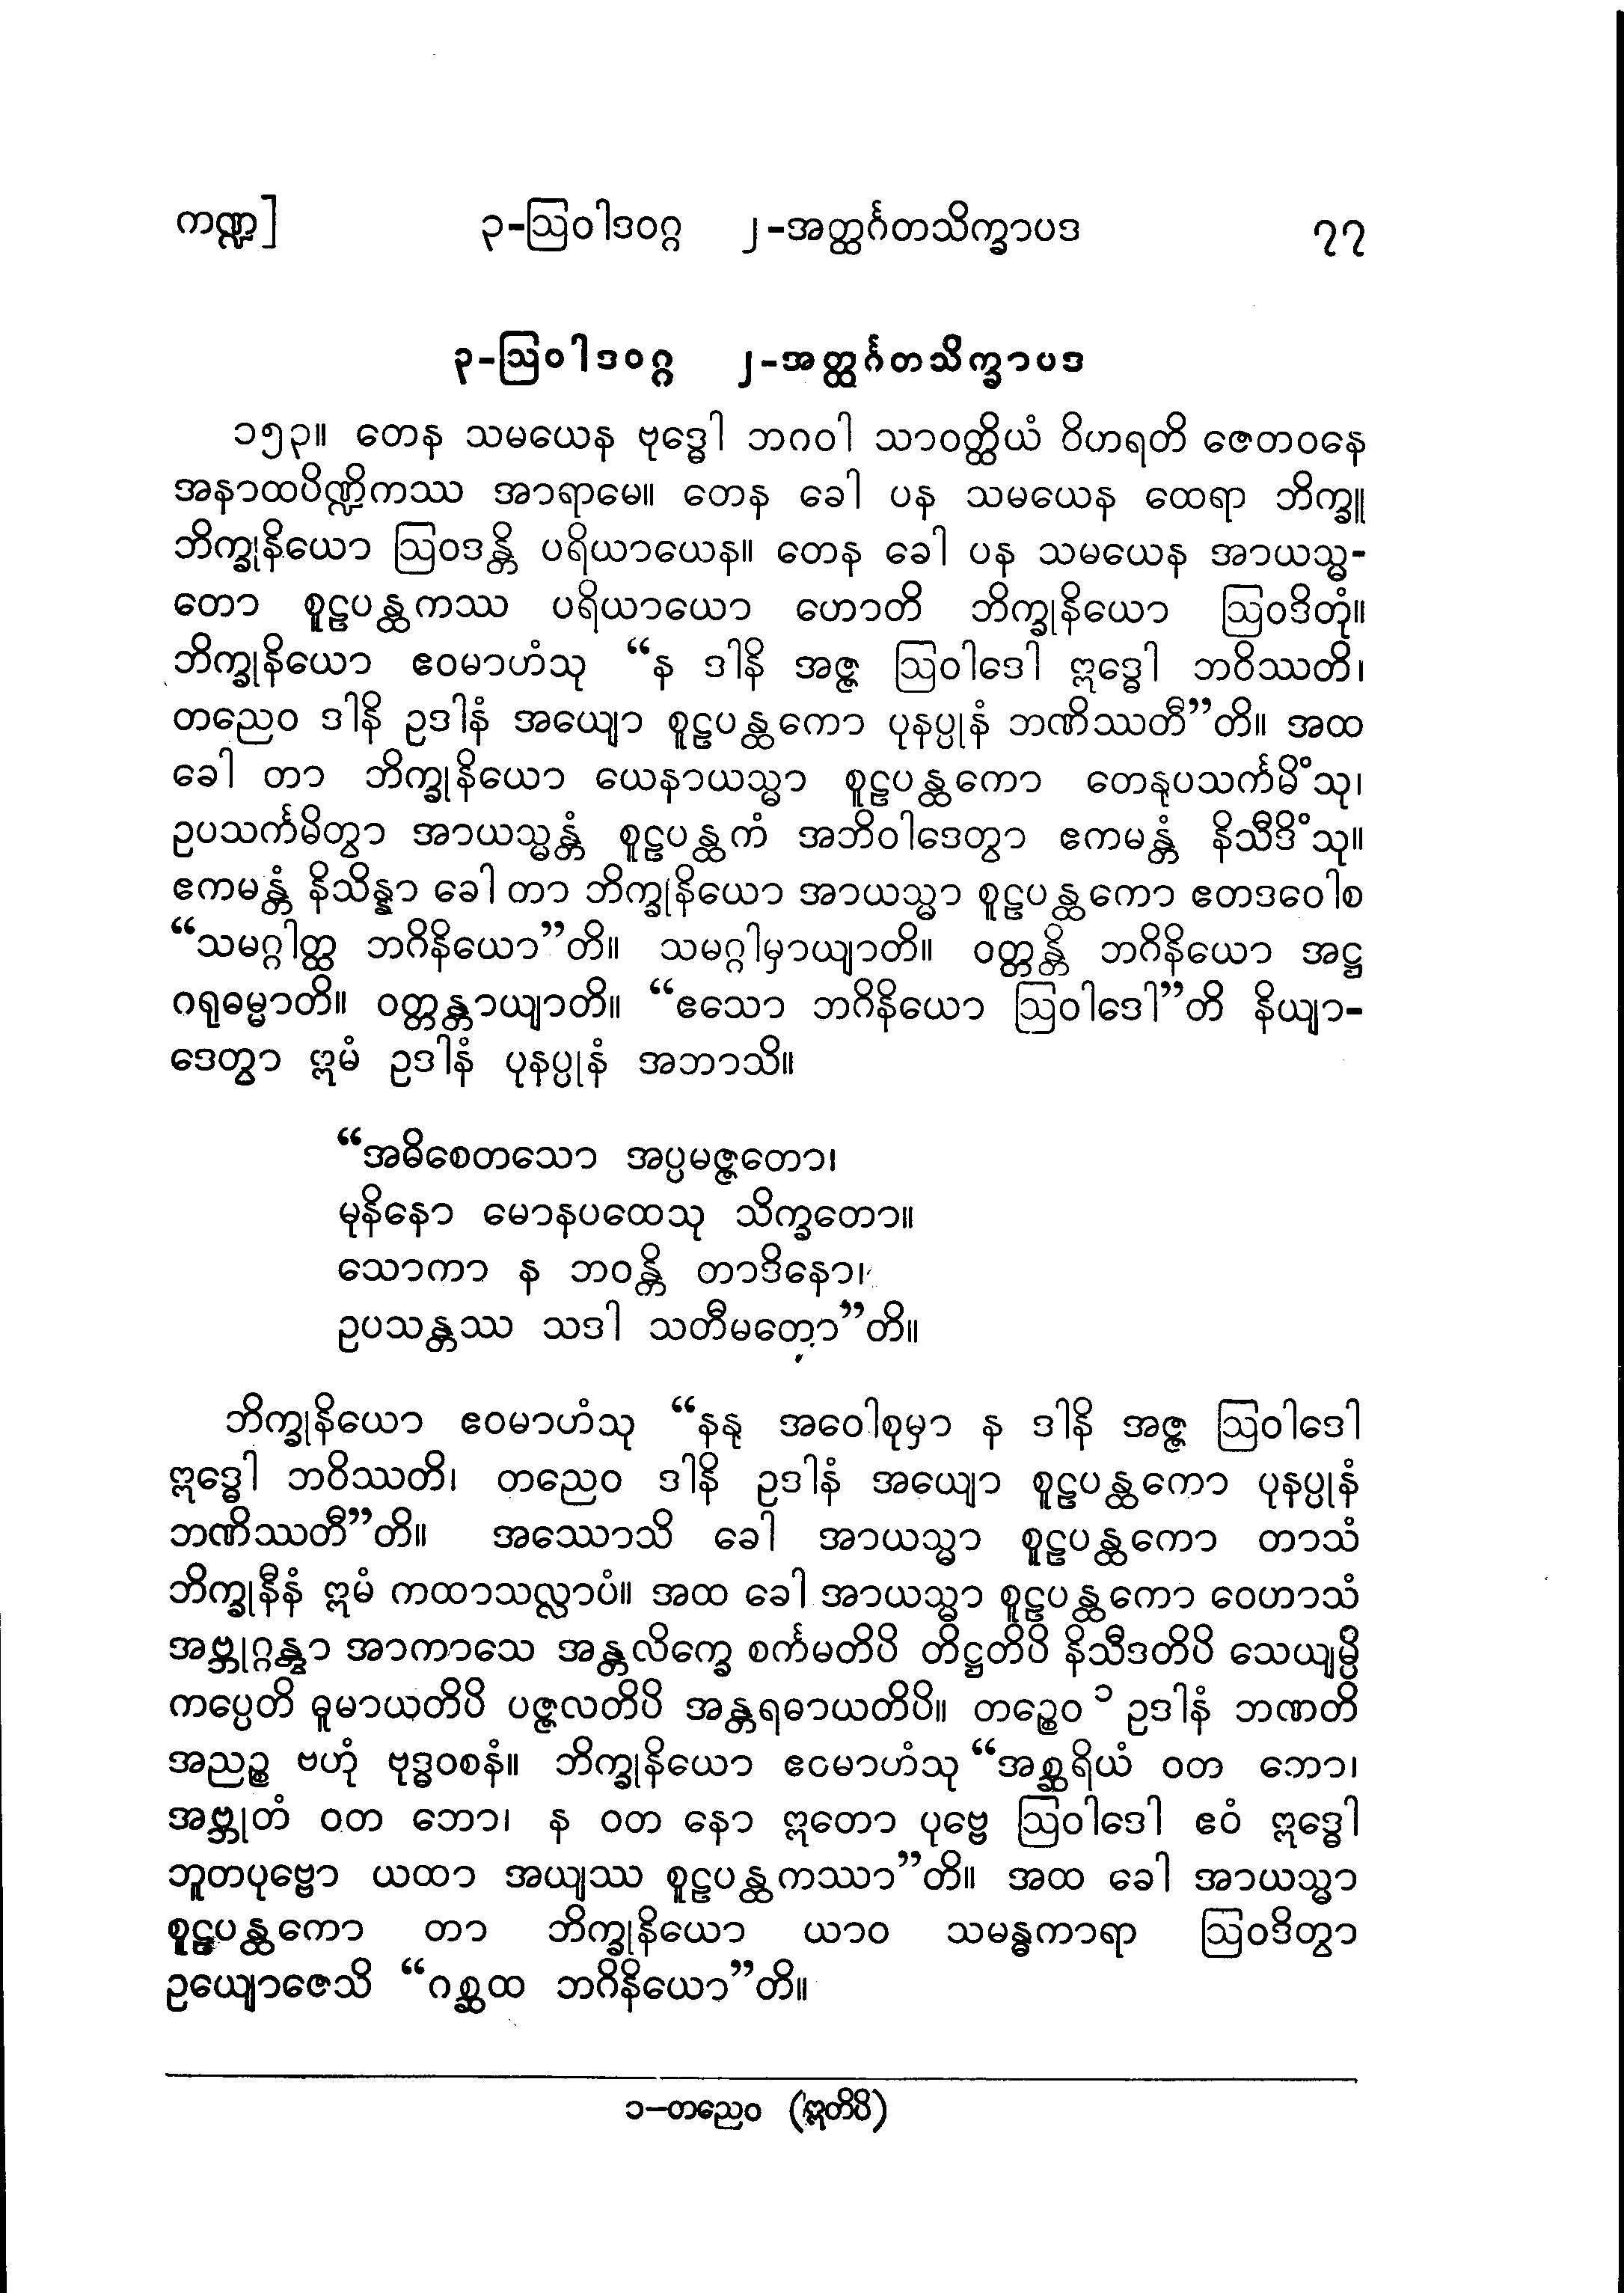 ကဏ္ဍ] ၃-ဩဝါဒဝဂ္ဂ ၂-အတ္ထင်္ဂတသိက္ခာပဒ ၇၇
၃-ဩဝါဒဝဂ္ဂ ၂-အတ္ထင်္ဂတသိက္ခာပဒ
၁၅၃။ တေန သမယေန ဗုဒ္ဓေါ ဘဂဝါ သာဝတ္ထိယံ ဝိဟရတိ ဇေတဝနေ
အနာထပိဏ္ဍိကဿ အာရာမေ။ တေန ခေါ ပန သမယေန ထေရာ ဘိက္ခူ
ဘိက္ခုနိယော ဩဝဒန္တိ ပရိယာယေန။ တေန ခေါ ပန သမယေန အာယသ္မ-
တော စူဠပန္ထကဿ ပရိယာယော ဟောတိ ဘိက္ခုနိယော ဩဝဒိတုံ။
ဘိက္ခုနိယော ဧဝမာဟံသု “န ဒါနိ အဇ္ဇ ဩဝါဒေါ ဣဒ္ဓေါ ဘဝိဿတိ၊
တညေဝ ဒါနိ ဥဒါနံ အယျော စူဠပန္ထကော ပုနပ္ပုနံ ဘဏိဿတီ”တိ။ အထ
ခေါ တာ ဘိက္ခုနိယော ယေနာယသ္မာ စူဠပန္ထကော တေနုပသင်္ကမိံသု၊
ဥပသင်္ကမိတွာ အာယသ္မန္တံ စူဠပန္ထကံ အဘိဝါဒေတွာ ဧကမန္တံ နိသီဒိံသု။
ဧကမန္တံ နိသိန္နာ ခေါ တာ ဘိက္ခုနိယော အာယသ္မာ စူဠပန္ထကော ဧတဒဝေါစ
“သမဂ္ဂါတ္ထ ဘဂိနိယော”တိ။ သမဂ္ဂါမှာယျာတိ။ ဝတ္တန္တိ ဘဂိနိယော အဋ္ဌ
ဂရုဓမ္မာတိ။ ဝတ္တန္တာယျာတိ။ “ဧသော ဘဂိနိယော ဩဝါဒေါ”တိ နိယျာ-
ဒေတွာ ဣမံ ဥဒါနံ ပုနပ္ပုနံ အဘာသိ။
“အဓိစေတသော အပ္ပမဇ္ဇတော၊
မုနိနော မောနပထေသု သိက္ခတော။
သောကာ န ဘဝန္တိ တာဒိနော၊
ဥပသန္တဿ သဒါ သတီမတော”တိ။
ဘိက္ခုနိယော ဧဝမာဟံသု “နနု အဝေါစုမှာ န ဒါနိ အဇ္ဇ ဩဝါဒေါ
ဣဒ္ဓေါ ဘဝိဿတိ၊ တညေဝ ဒါနိ ဥဒါနံ အယျော စူဠပန္ထကော ပုနပ္ပုနံ
ဘဏိဿတီ”တိ။ အဿောသိ ခေါ အာယသ္မာ စူဠပန္ထကော တာသံ
ဘိက္ခုနီနံ ဣမံ ကထာသလ္လာပံ။ အထ ခေါ အာယသ္မာ စူဠပန္ထကော ဝေဟာသံ
အဗ္ဘုဂ္ဂန္တွာ အာကာသေ အန္တလိက္ခေ စင်္ကမတိပိ တိဋ္ဌတိပိ နိသီဒတိပိ သေယျမ္ပိ
ကပ္ပေတိ ဓူမာယတိပိ ပဇ္ဇလတိပိ အန္တရဓာယတိပိ။ တဉ္စေဝ ၁ ဥဒါနံ ဘဏတိ
အညဉ္စ ဗဟုံ ဗုဒ္ဓဝစနံ။ ဘိက္ခုနိယော ဧဝမာဟံသု “အစ္ဆရိယံ ဝတ ဘော၊
အဗ္ဘုတံ ဝတ ဘော၊ န ဝတ နော ဣတော ပုဗ္ဗေ ဩဝါဒေါ ဧဝံ ဣဒ္ဓေါ
ဘူတပုဗ္ဗော ယထာ အယျဿ စူဠပန္ထကဿာ”တိ။ အထ ခေါ အာယသ္မာ
စူဠပန္ထကော တာ ဘိက္ခုနိယော ယာဝ သမန္ဓကာရာ ဩဝဒိတွာ
ဥယျောဇေသိ “ဂစ္ဆထ ဘဂိနိယော”တိ။
၁−တညေဝ (ဣတိပိ)